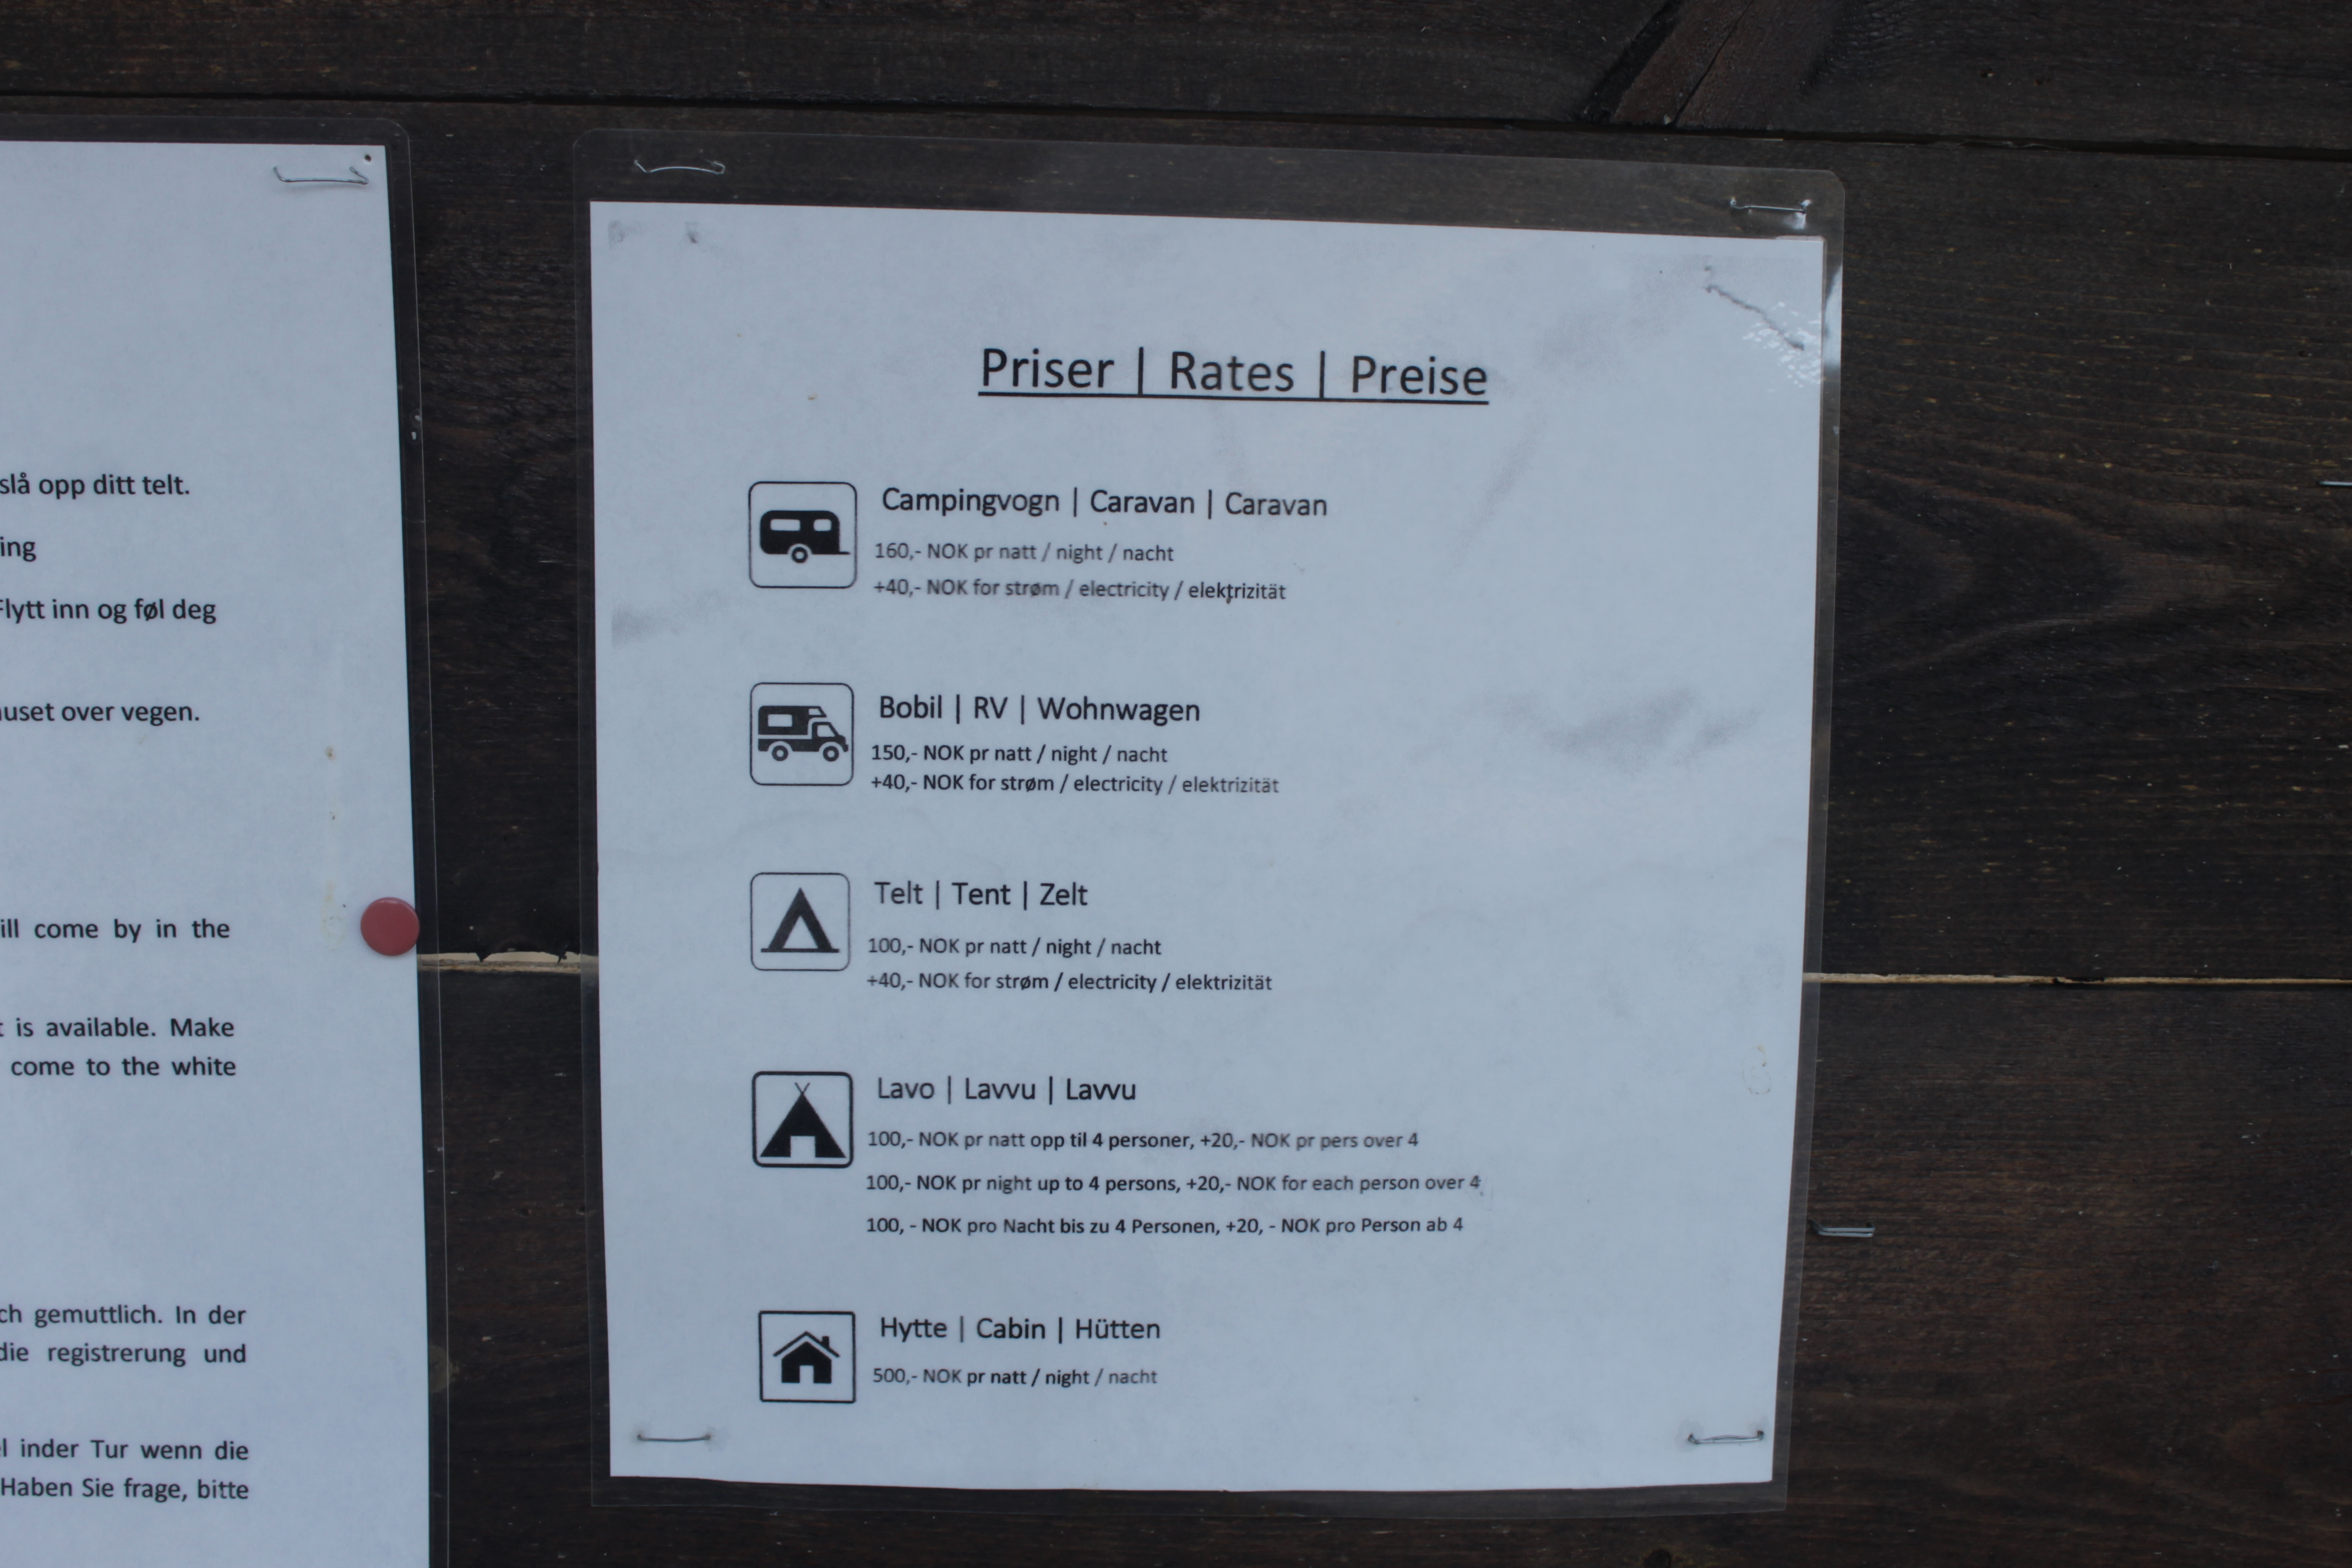 slå opp ditt telt.
ing
Flytt inn og føl deg
huset over vegen.
ill come by in the
is available. Make
come to the white
ch gemuttlich. In der
die registrerung und
el inder Tur wenn die
Haben Sie frage, bitte
Priser | Rates | Preise
Campingvogn | Caravan | Caravan
160,- NOK pr natt / night / nacht
+40,- NOK for strøm / electricity / elektrizität
Bobil | RV | Wohnwagen
150,- NOK pr natt / night / nacht
+40,- NOK for strøm / electricity / elektrizität
Telt | Tent | Zelt
100,- NOK pr natt / night / nacht
+40,- NOK for strøm / electricity / elektrizität
Lavo | Lavvu | Lavvu
100,- NOK pr natt opp til 4 personer, +20,- NOK pr pers over 4
100,- NOK pr night up to 4 persons, +20,- NOK for each person over 4
100, - NOK pro Nacht bis zu 4 Personen, +20, - NOK pro Person ab 4
Hytte | Cabin | Hütten
500,- NOK pr natt / night / nacht